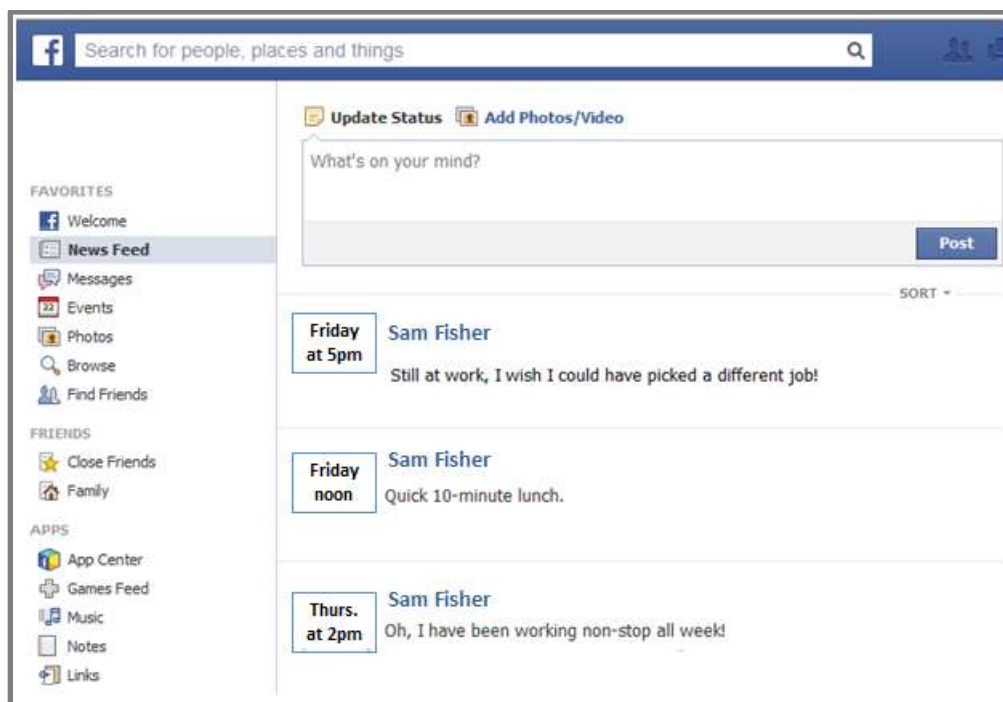 f Search for people, places and things
Update Status Add Photos/Video
What's on your mind?
Post
SORT
FAVORITES
Welcome
News Feed
Messages
22 Events
Photos
Browse
Find Friends
FRIENDS
Close Friends
Family
APPS
App Center
Games Feed
Music
Notes
Links
Friday
at 5pm
Sam Fisher
Still at work, I wish I could have picked a different job!
Friday
noon
Sam Fisher
Quick 10-minute lunch.
Thurs.
at 2pm
Sam Fisher
Oh, I have been working non-stop all week!